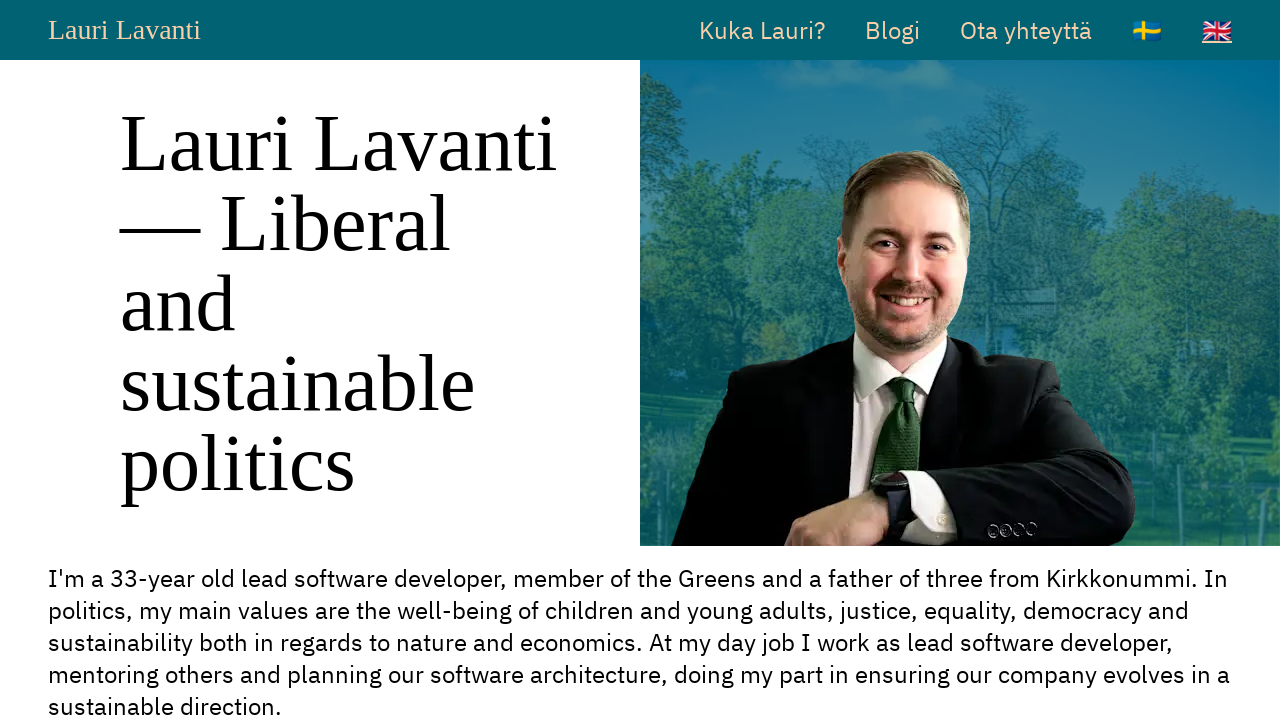 Lauri Lavanti
Kuka Lauri?
Blogi
Ota yhteyttä
Lauri Lavanti
— Liberal
and
sustainable
politics
I'm a 33-year old lead software developer, member of the Greens and a father of three from Kirkkonummi. In
politics, my main values are the well-being of children and young adults, justice, equality, democracy and
sustainability both in regards to nature and economics. At my day job I work as lead software developer,
mentoring others and planning our software architecture, doing my part in ensuring our company evolves in a
sustainable direction.